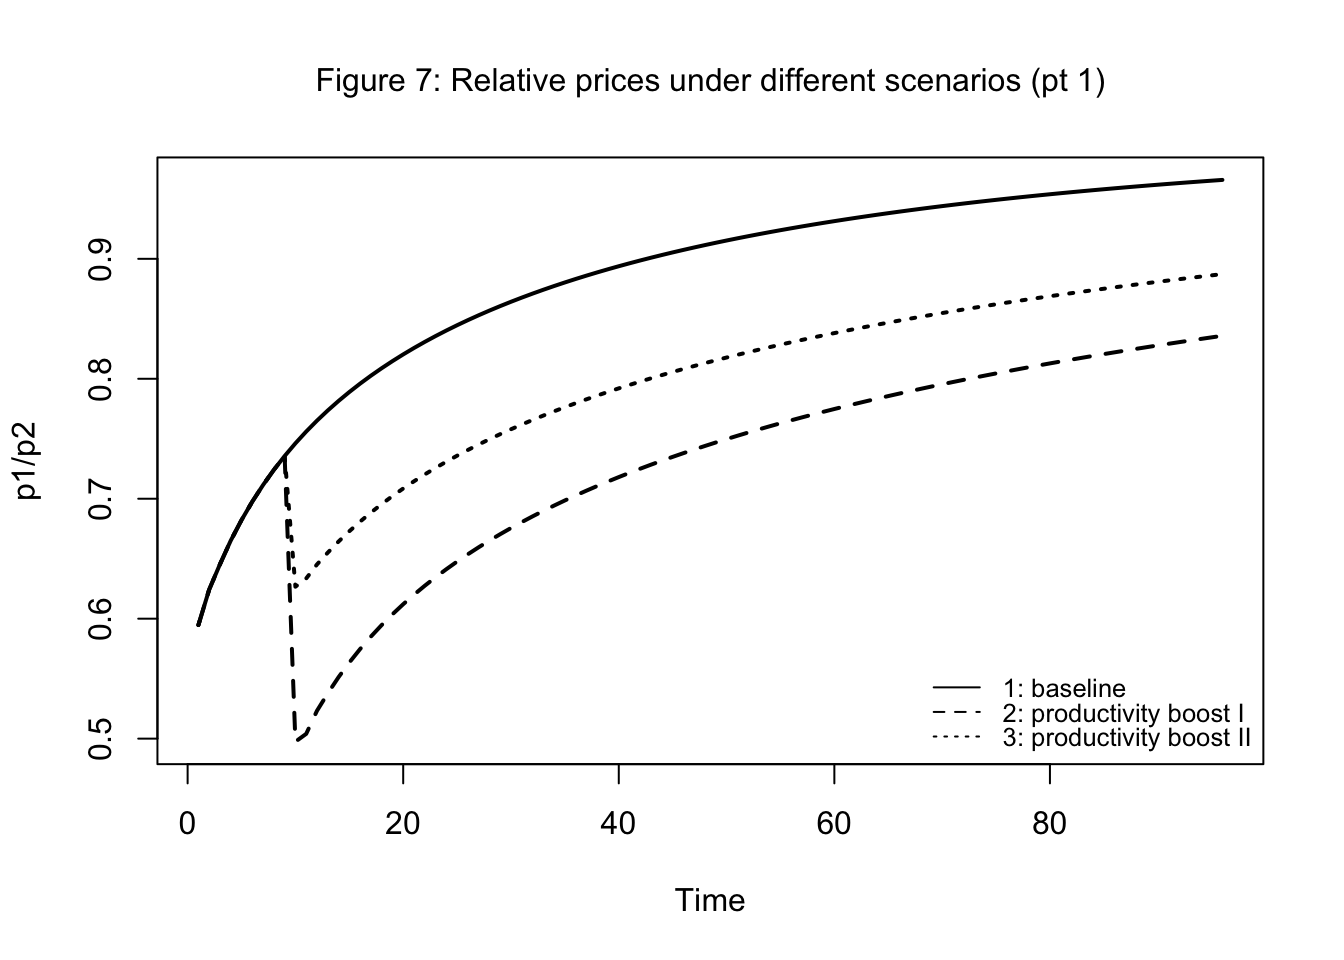 Figure 7: Relative prices under different scenarios (pt 1)
p1/p2
0.9
0.8
0.7
0.6
0.5
0 20 40 60 80
Time
1: baseline
2: productivity boost I
3: productivity boost II